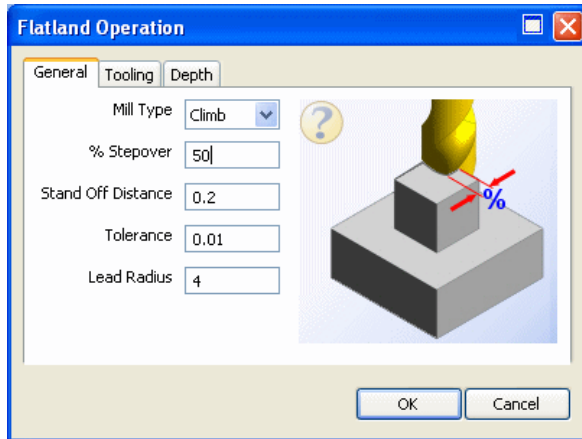 Flatland Operation
General Tooling Depth
Mill Type Climb
% Stepover 50
Stand Off Distance 0.2
Tolerance 0.01
Lead Radius 4
?
%
OK Cancel